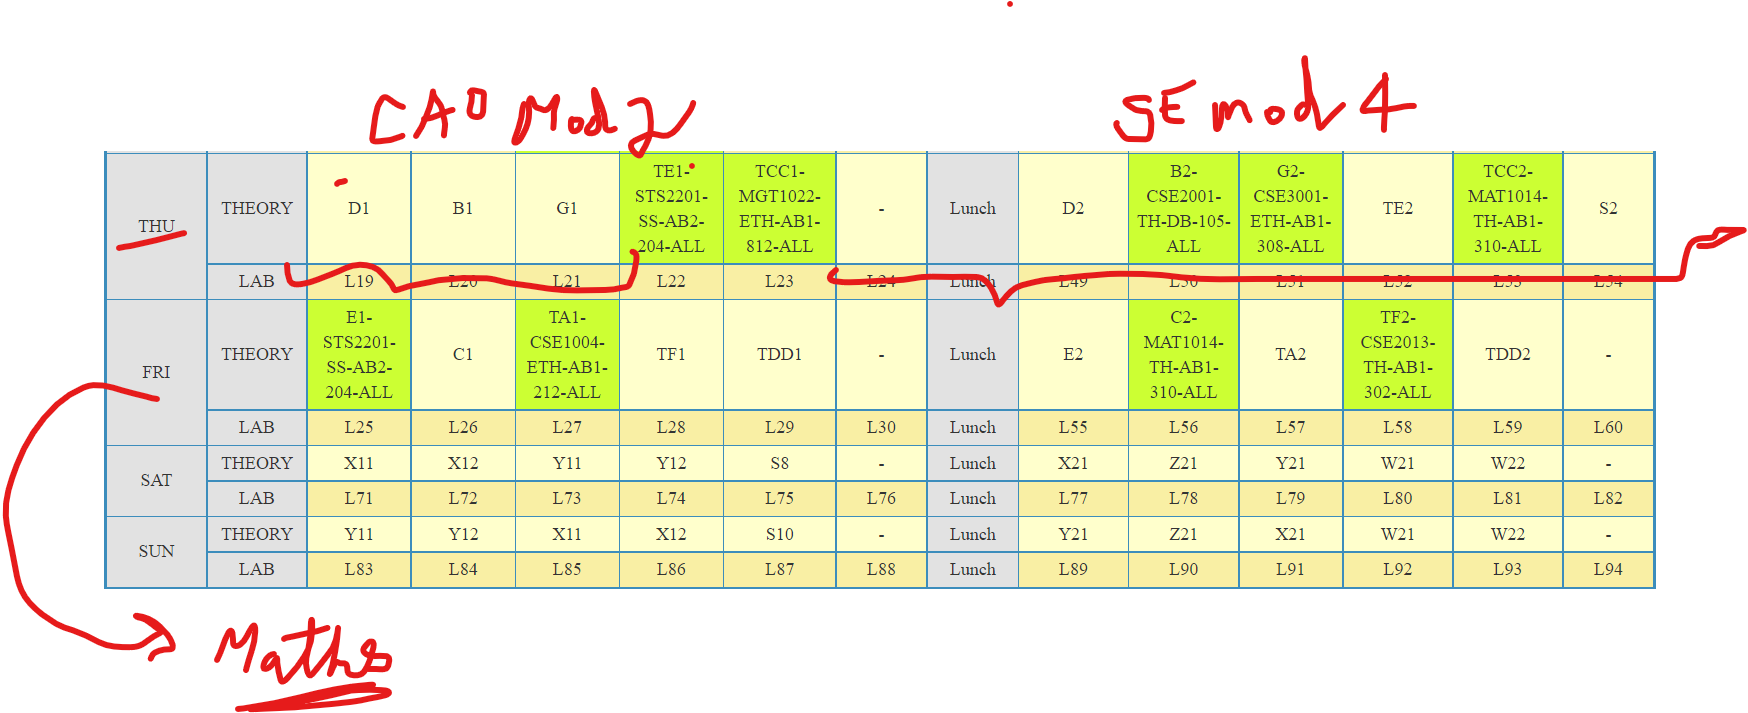 CAO Mod 2 SE mod 4
THU THEORY D1 B1 G1 TE1-STS2201-SS-AB2-204-ALL TCC1-MGT1022-ETH-AB1-812-ALL - Lunch D2 B2-CSE2001-TH-DB-105-ALL G2-CSE3001-ETH-AB1-308-ALL TE2 TCC2-MAT1014-TH-AB1-310-ALL S2
LAB L19 L20 L21 L22 L23 L24 Lunch L49 L50 L51 L52 L53 L54
FRI THEORY E1-STS2201-SS-AB2-204-ALL C1 TA1-CSE1004-ETH-AB1-212-ALL TF1 TDD1 - Lunch E2 C2-MAT1014-TH-AB1-310-ALL TA2 TF2-CSE2013-TH-AB1-302-ALL TDD2 -
LAB L25 L26 L27 L28 L29 L30 Lunch L55 L56 L57 L58 L59 L60
SAT THEORY X11 X12 Y11 Y12 S8 - Lunch X21 Z21 Y21 W21 W22 -
LAB L71 L72 L73 L74 L75 L76 Lunch L77 L78 L79 L80 L81 L82
SUN THEORY Y11 Y12 X11 X12 S10 - Lunch Y21 Z21 X21 W21 W22 -
LAB L83 L84 L85 L86 L87 L88 Lunch L89 L90 L91 L92 L93 L94
Maths